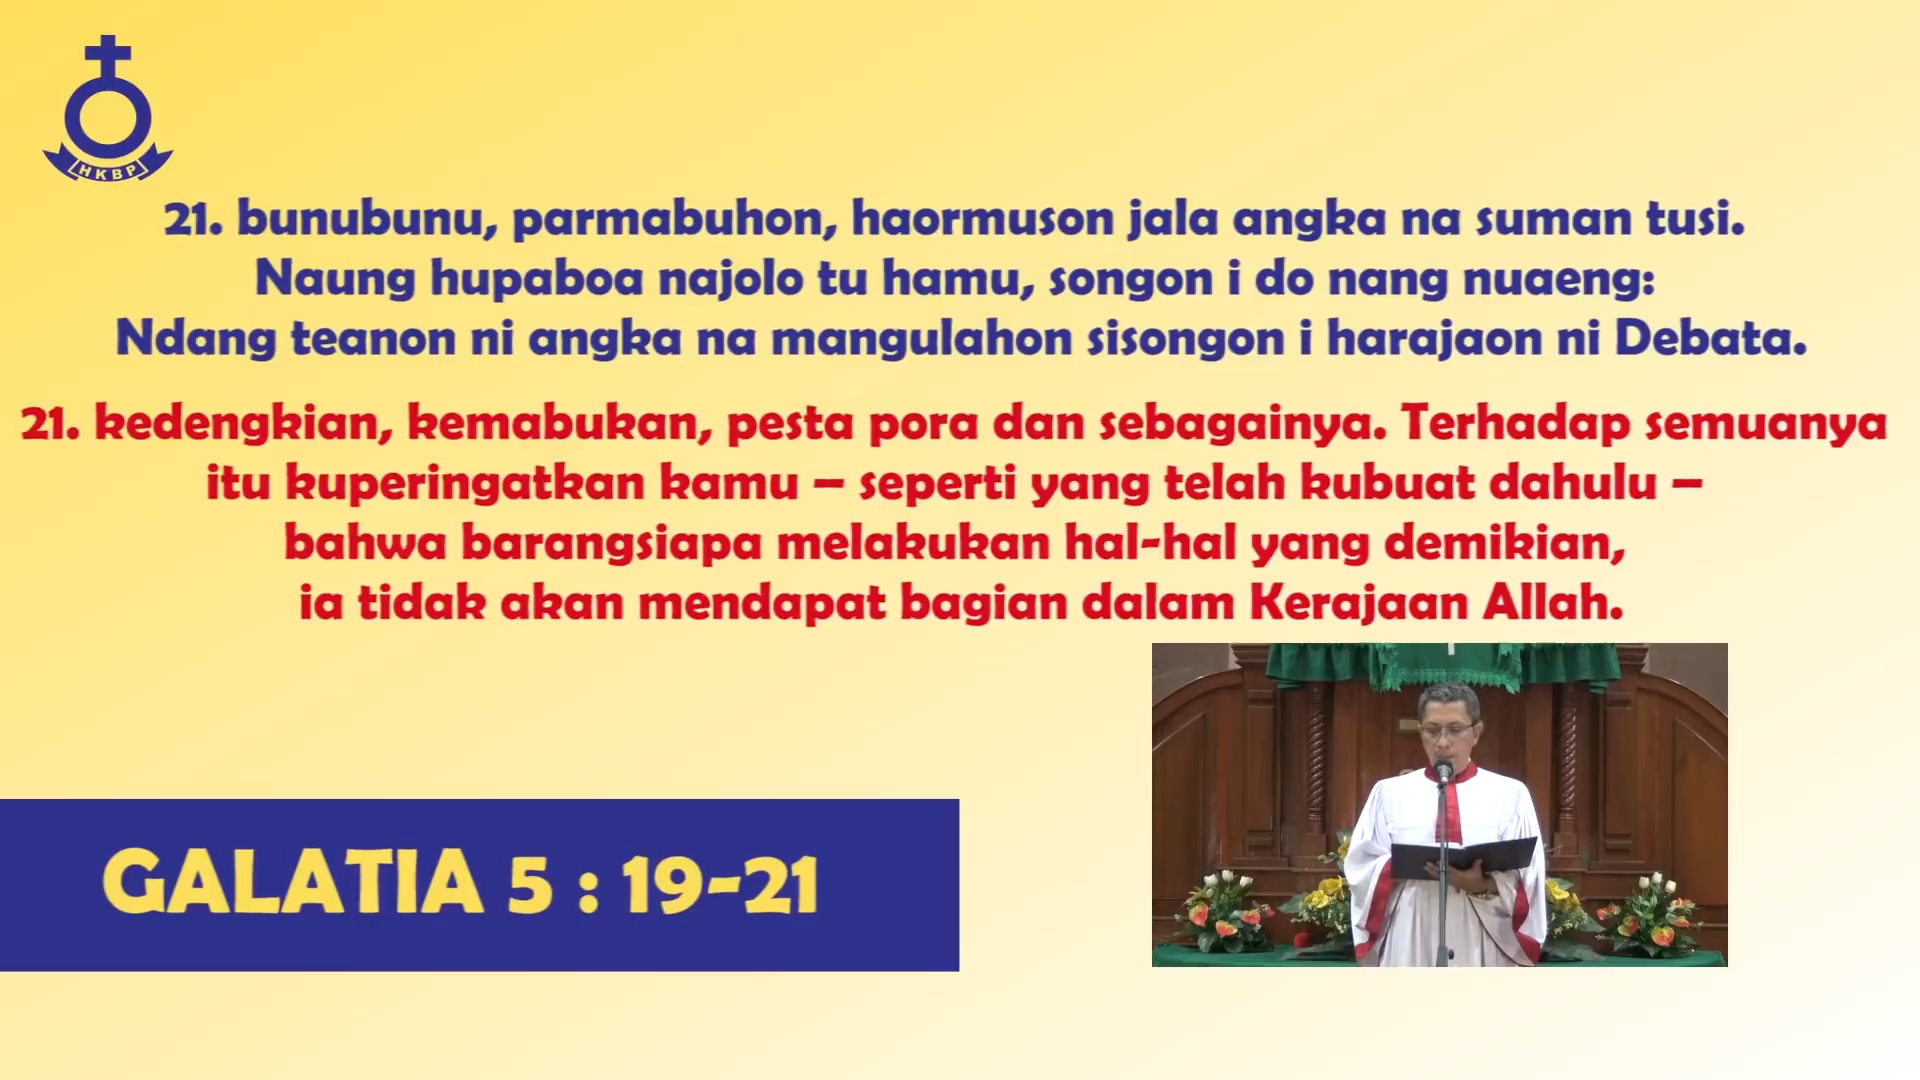 HKBP
21. bunubunu, parmabuhon, haormuson jala angka na suman tusi.
Naung hupaboa najolo tu hamu, songon i do nang nuaeng:
Ndang teanon ni angka na mangulahon sisongon i harajaon ni Debata.
21. kedengkian, kemabukan, pesta pora dan sebagainya. Terhadap semuanya
itu kuperingatkan kamu – seperti yang telah kubuat dahulu –
bahwa barangsiapa melakukan hal-hal yang demikian,
ia tidak akan mendapat bagian dalam Kerajaan Allah.
GALATIA 5 : 19-21